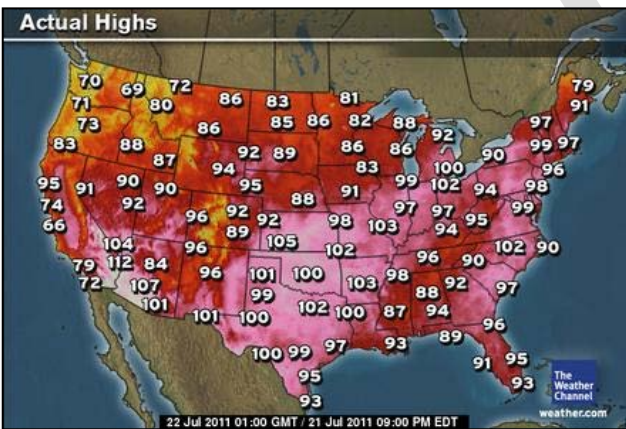 Actual Highs
70 69 72 86 83 81 79
71 80 91
73 86 85 86 82 88 92 97
83 88 87 92 89 86 86 90 99 97
94 83 100 96
95 91 90 90 95 91 99 102 94 98
74 92 88 97 97 99
66 96 92 92 98 103 94 95
89
104 96 105 102 96 102 90
79 112 84 96 101 100 103 98 90
72 107 99 88 92 97
101 101 100 102 100 87 94 96
100 99 97 93 89 91 95
95 93
93
The
Weather
Channel
weather.com
22 Jul 2011 01:00 GMT / 21 Jul 2011 09:00 PM EDT